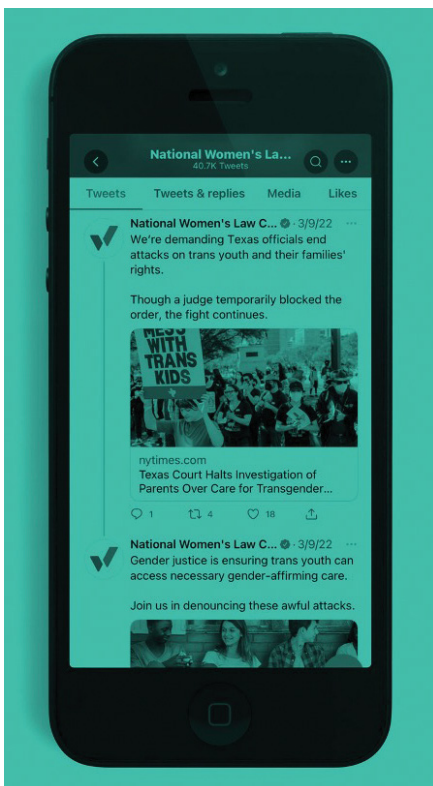 National Women's La...
40.7K Tweets
Tweets Tweets & replies Media Likes
National Women's Law C... · 3/9/22 ...
We're demanding Texas officials end
attacks on trans youth and their families'
rights.
Though a judge temporarily blocked the
order, the fight continues.
MESS
WITH
TRANS
KIDS
nytimes.com
Texas Court Halts Investigation of
Parents Over Care for Transgender...
1 4 18
National Women's Law C... · 3/9/22 ...
Gender justice is ensuring trans youth can
access necessary gender-affirming care.
Join us in denouncing these awful attacks.